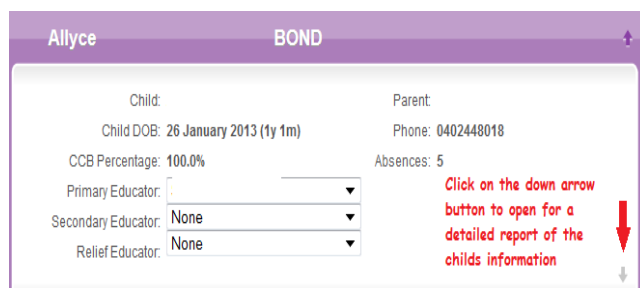 Allyce BOND
Child: Parent:
Child DOB: 26 January 2013 (1y 1m) Phone: 0402448018
CCB Percentage: 100.0% Absences: 5
Primary Educator:
Secondary Educator: None
Relief Educator: None
Click on the down arrow
button to open for a
detailed report of the
childs information